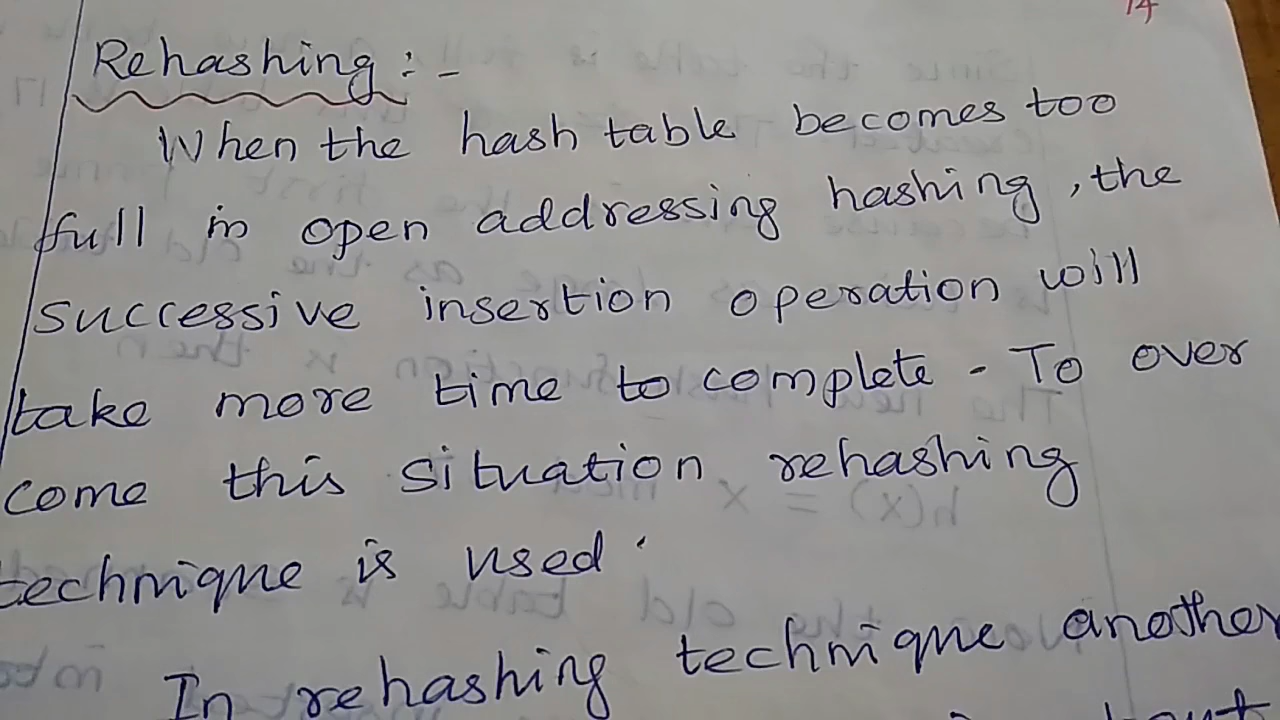 14
Rehashing :-
When the hash table becomes too
full in open addressing hashing, the
successive insertion operation will
take more time to complete. To over
come this situation rehashing
technique is used.
In rehashing technique another